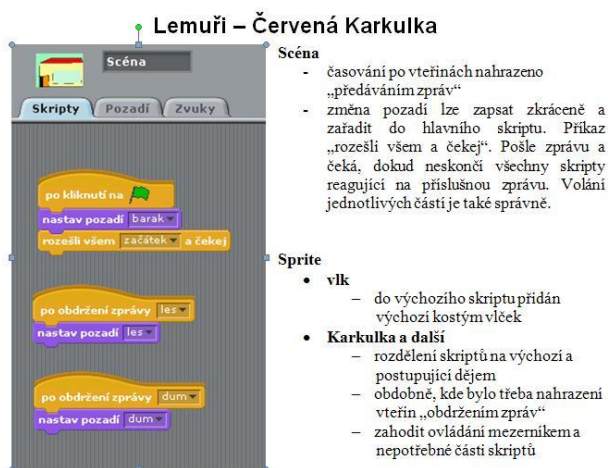 Lemuři – Červená Karkulka
Scéna
Skripty Pozadí Zvuky
po kliknutí na
nastav pozadí barak
rozešli všem začátek a čekej
po obdržení zprávy les
nastav pozadí les
po obdržení zprávy dum
nastav pozadí dum
Scéna
- časování po vteřinách nahrazeno
„předáváním zpráv“
- změna pozadí lze zapsat zkráceně a
zařadit do hlavního skriptu. Příkaz
„rozešli všem a čekej“. Pošle zprávu a
čeká, dokud neskončí všechny skripty
reagující na příslušnou zprávu. Volání
jednotlivých částí je také správně.
Sprite
• vlk
– do výchozího skriptu přidán
výchozí kostým vlček
• Karkulka a další
– rozdělení skriptů na výchozí a
postupující dějem
– obdobně, kde bylo třeba nahrazení
vteřin „obdržením zpráv“
– zahodit ovládání mezerníkem a
nepotřebné části skriptů